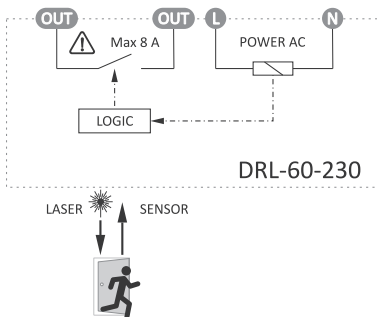 OUT OUT L N
Max 8 A POWER AC
LOGIC
DRL-60-230
LASER SENSOR